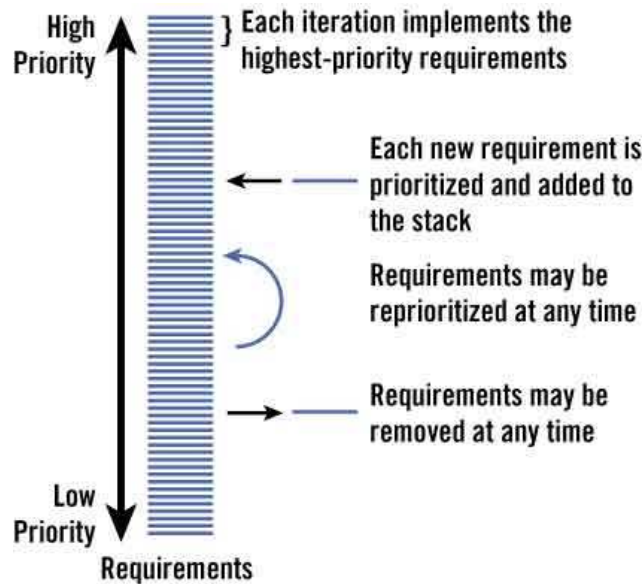 High
Priority
Each iteration implements the
highest-priority requirements
Each new requirement is
prioritized and added to
the stack
Requirements may be
reprioritized at any time
Requirements may be
removed at any time
Low
Priority
Requirements